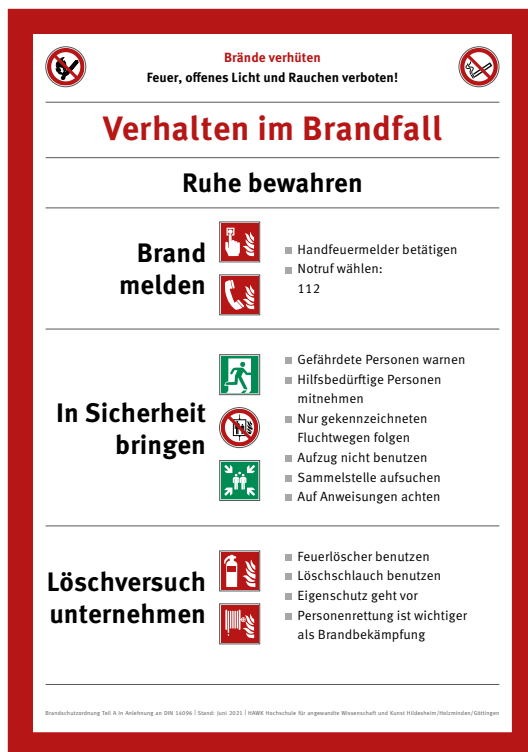 Brände verhüten
Feuer, offenes Licht und Rauchen verboten!
Verhalten im Brandfall
Ruhe bewahren
Brand
melden
Handfeuermelder betätigen
Notruf wählen:
112
In Sicherheit
bringen
Gefährdete Personen warnen
Hilfsbedürftige Personen
mitnehmen
Nur gekennzeichneten
Fluchtwegen folgen
Aufzug nicht benutzen
Sammelstelle aufsuchen
Auf Anweisungen achten
Löschversuch
unternehmen
Feuerlöscher benutzen
Löschschlauch benutzen
Eigenschutz geht vor
Personenrettung ist wichtiger
als Brandbekämpfung
Brandschutzordnung Teil A in Anlehnung an DIN 14096 | Stand: Juni 2021 | HAWK Hochschule für angewandte Wissenschaft und Kunst Hildesheim/Holzminden/Göttingen